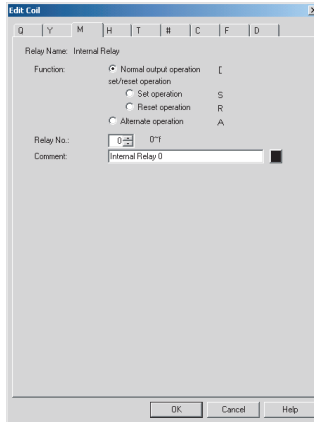 Edit Coil
Q Y M H T # C F D
Relay Name: Internal Relay
Function: Normal output operation [
set/reset operation
Set operation S
Reset operation R
Alternate operation A
Relay No.: 0 0~f
Comment: Internal Relay 0
OK Cancel Help